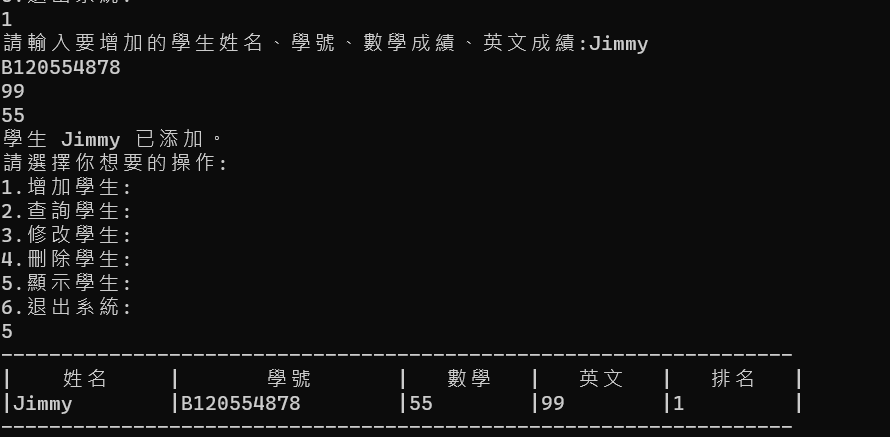 1
請輸入要增加的學生姓名、學號、數學成績、英文成績:Jimmy
B120554878
99
55
學生 Jimmy 已添加。
請選擇你想要的操作:
1.增加學生:
2.查詢學生:
3.修改學生:
4.刪除學生:
5.顯示學生:
6.退出系統:
5
------------------------------------------------------------------
|    姓名     |       學號       |   數學   |   英文   |   排名   |
|Jimmy        |B120554878        |55        |99        |1         |
------------------------------------------------------------------